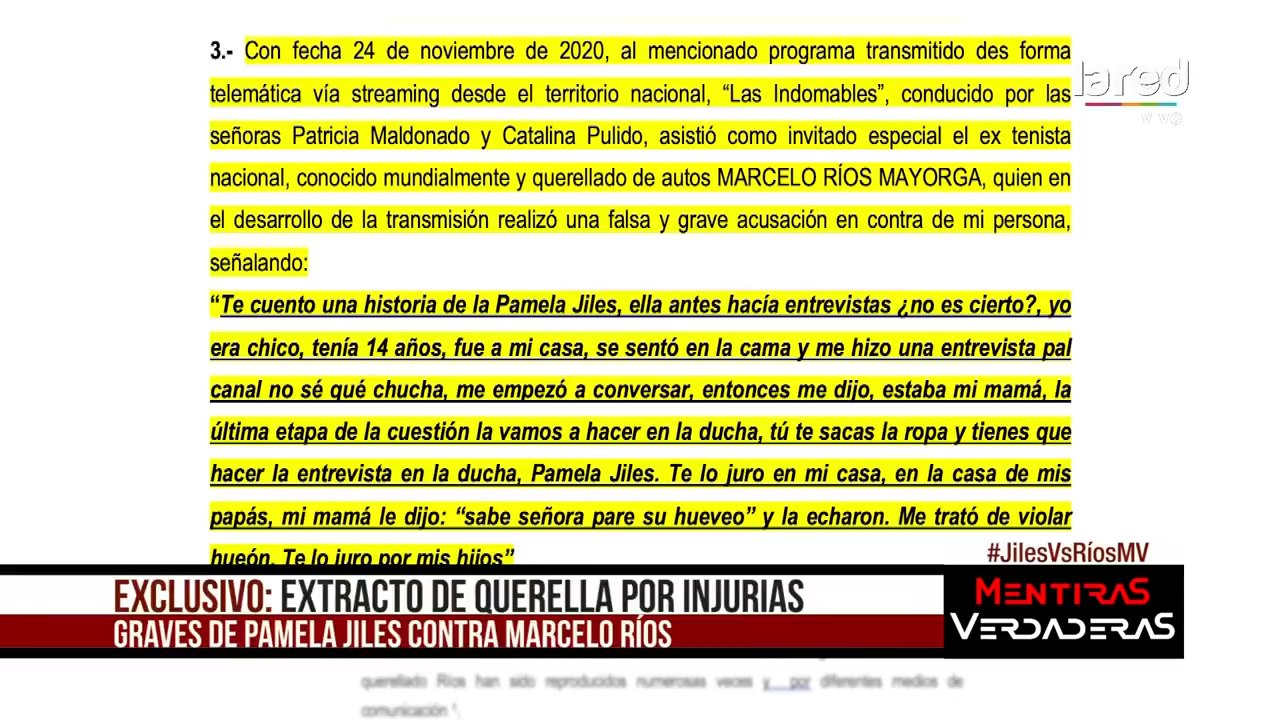 3.- Con fecha 24 de noviembre de 2020, al mencionado programa transmitido des forma
telemática vía streaming desde el territorio nacional, “Las Indomables”, conducido por las
señoras Patricia Maldonado y Catalina Pulido, asistió como invitado especial el ex tenista
nacional, conocido mundialmente y querellado de autos MARCELO RÍOS MAYORGA, quien en
el desarrollo de la transmisión realizó una falsa y grave acusación en contra de mi persona,
señalando:
“Te cuento una historia de la Pamela Jiles, ella antes hacía entrevistas ¿no es cierto?, yo
era chico, tenía 14 años, fue a mi casa, se sentó en la cama y me hizo una entrevista pal
canal no sé qué chucha, me empezó a conversar, entonces me dijo, estaba mi mamá, la
última etapa de la cuestión la vamos a hacer en la ducha, tú te sacas la ropa y tienes que
hacer la entrevista en la ducha, Pamela Jiles. Te lo juro en mi casa, en la casa de mis
papás, mi mamá le dijo: “sabe señora pare su hueveo” y la echaron. Me trató de violar
hueón. Te lo juro por mis hijos”
lared
VIVO
#JilesVsRíosMV
EXCLUSIVO: EXTRACTO DE QUERELLA POR INJURIAS
GRAVES DE PAMELA JILES CONTRA MARCELO RÍOS
MENTIRAS
VERDADERAS
querellado Ríos han sido reproducidos numerosas veces y por diferentes medios de
comunicación